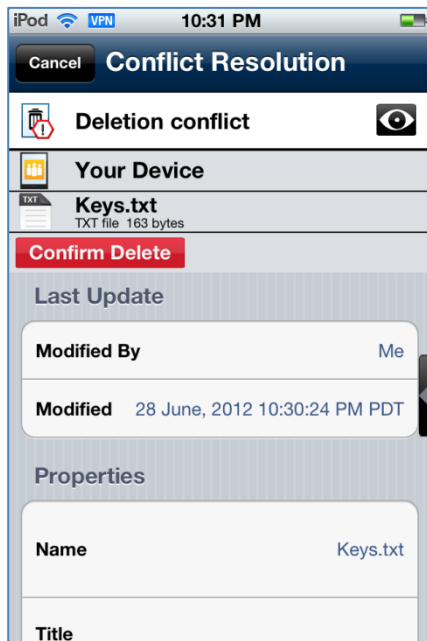 iPod VPN 10:31 PM
Cancel Conflict Resolution
Deletion conflict
Your Device
TXT Keys.txt
TXT file 163 bytes
Confirm Delete
Last Update
Modified By Me
Modified 28 June, 2012 10:30:24 PM PDT
Properties
Name Keys.txt
Title